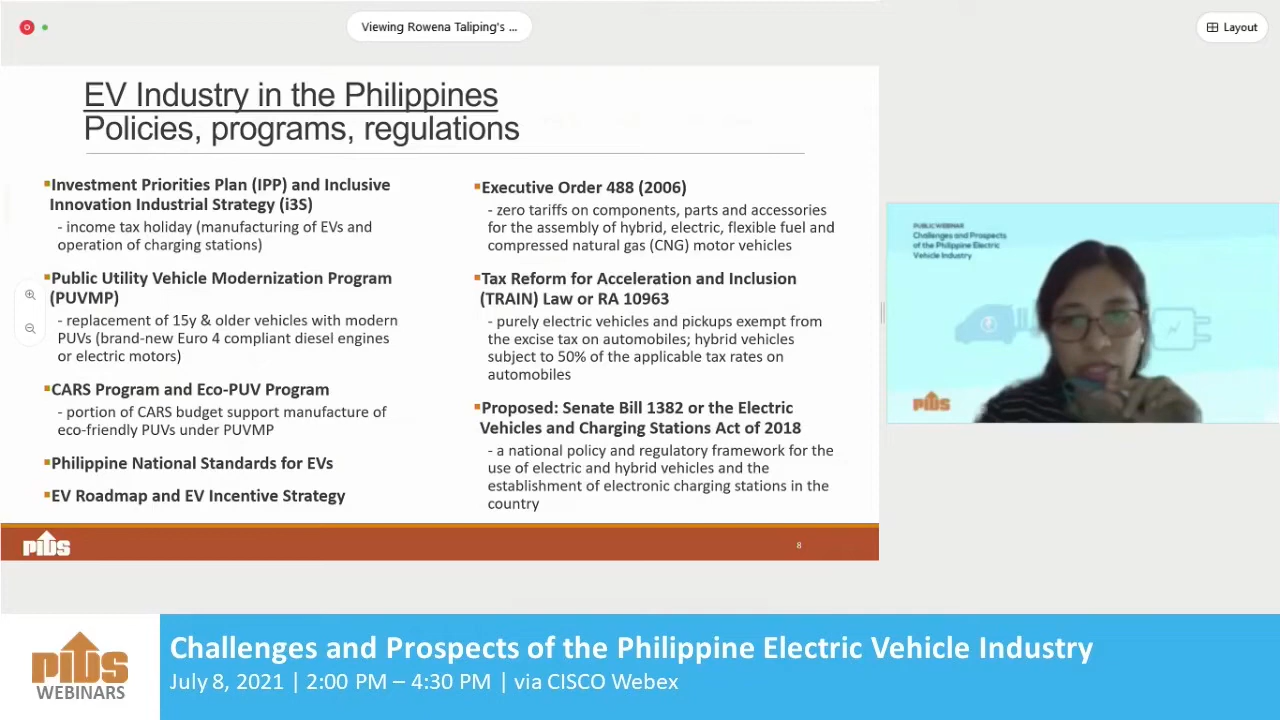 Viewing Rowena Taliping's ...
Layout
EV Industry in the Philippines
Policies, programs, regulations
▪Investment Priorities Plan (IPP) and Inclusive
Innovation Industrial Strategy (i3S)
- income tax holiday (manufacturing of EVs and
operation of charging stations)
▪Public Utility Vehicle Modernization Program
(PUVMP)
- replacement of 15y & older vehicles with modern
PUVs (brand-new Euro 4 compliant diesel engines
or electric motors)
▪CARS Program and Eco-PUV Program
- portion of CARS budget support manufacture of
eco-friendly PUVs under PUVMP
▪Philippine National Standards for EVs
▪EV Roadmap and EV Incentive Strategy
▪Executive Order 488 (2006)
- zero tariffs on components, parts and accessories
for the assembly of hybrid, electric, flexible fuel and
compressed natural gas (CNG) motor vehicles
▪Tax Reform for Acceleration and Inclusion
(TRAIN) Law or RA 10963
- purely electric vehicles and pickups exempt from
the excise tax on automobiles; hybrid vehicles
subject to 50% of the applicable tax rates on
automobiles
▪Proposed: Senate Bill 1382 or the Electric
Vehicles and Charging Stations Act of 2018
- a national policy and regulatory framework for the
use of electric and hybrid vehicles and the
establishment of electronic charging stations in the
country
PIDS
8
PUBLIC WEBINAR
Challenges and Prospects
of the Philippine Electric
Vehicle Industry
PIDS
PIDS
WEBINARS
Challenges and Prospects of the Philippine Electric Vehicle Industry
July 8, 2021 | 2:00 PM – 4:30 PM | via CISCO Webex